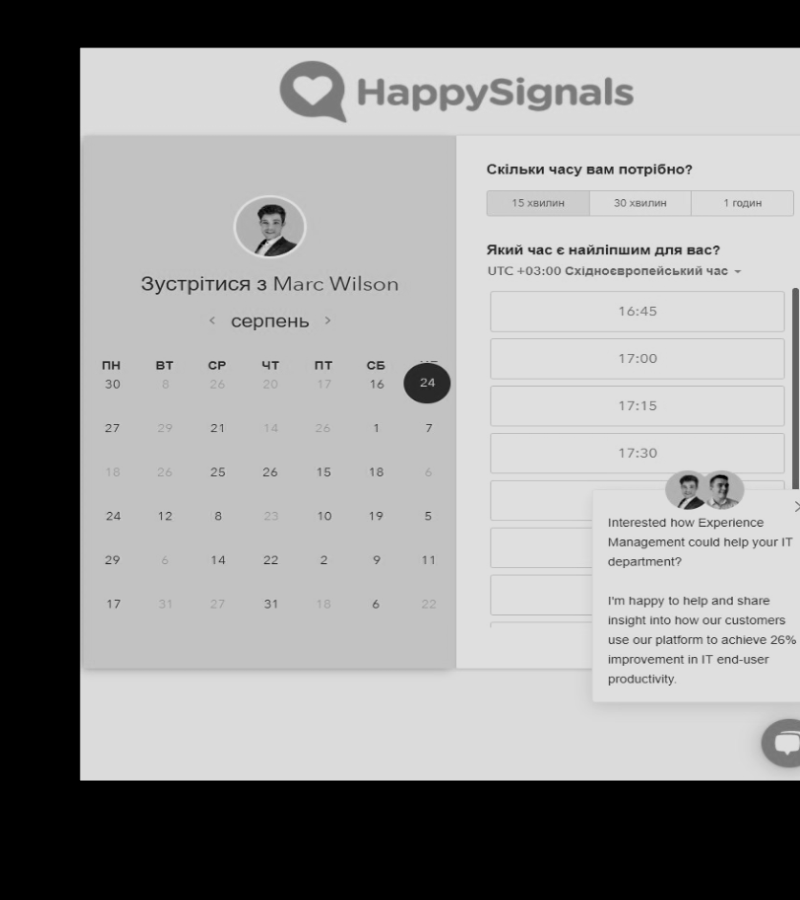 HappySignals
Зустрітися з Marc Wilson
серпень
ПН ВТ СР ЧТ ПТ СБ
30 8 26 20 17 16 24
27 29 21 14 26 1 7
18 26 25 26 15 18 6
24 12 8 23 10 19 5
29 6 14 22 2 9 11
17 31 27 31 18 6 22
Скільки часу вам потрібно?
15 хвилин 30 хвилин 1 годин
Який час є найліпшим для вас?
UTC +03:00 Східноєвропейський час
16:45
17:00
17:15
17:30
Interested how Experience
Management could help your IT
department?
I'm happy to help and share
insight into how our customers
use our platform to achieve 26%
improvement in IT end-user
productivity.